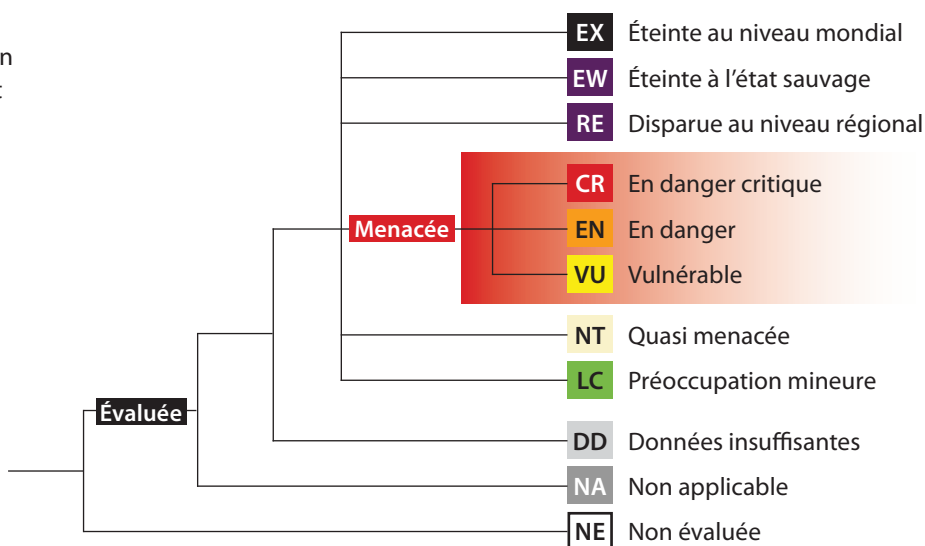 EX Éteinte au niveau mondial
n
EW Éteinte à l'état sauvage
RE Disparue au niveau régional
CR En danger critique
Menacée
EN En danger
VU Vulnérable
NT Quasi menacée
LC Préoccupation mineure
Évaluée
DD Données insuffisantes
NA Non applicable
NE Non évaluée